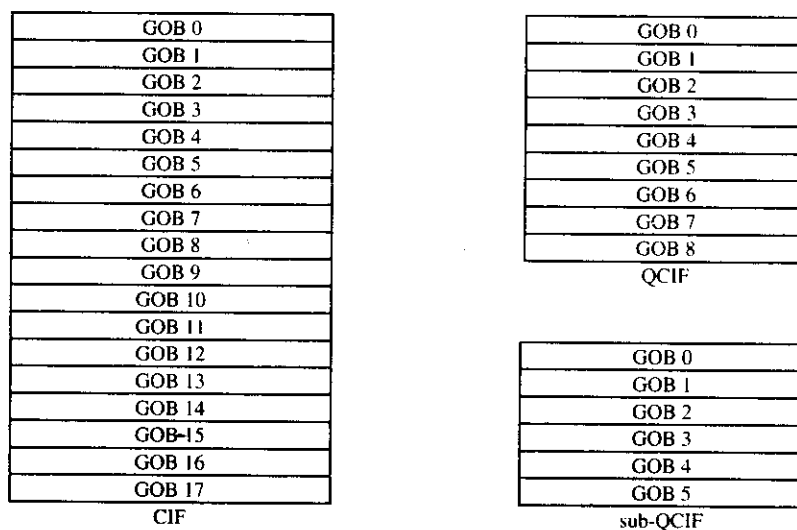 GOB 0
GOB 1
GOB 2
GOB 3
GOB 4
GOB 5
GOB 6
GOB 7
GOB 8
GOB 9
GOB 10
GOB 11
GOB 12
GOB 13
GOB 14
GOB-15
GOB 16
GOB 17
CIF
GOB 0
GOB 1
GOB 2
GOB 3
GOB 4
GOB 5
GOB 6
GOB 7
GOB 8
QCIF
GOB 0
GOB 1
GOB 2
GOB 3
GOB 4
GOB 5
sub-QCIF